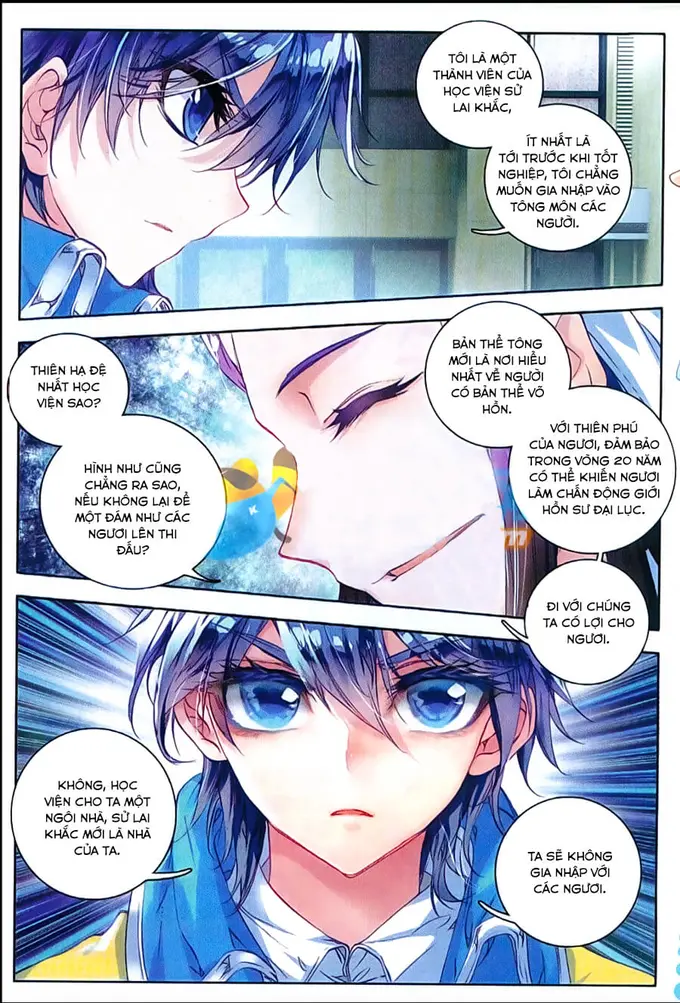 TÔI LÀ MỘT
THÀNH VIÊN CỦA
HỌC VIỆN SỬ
LAI KHẮC,
ÍT NHẤT LÀ
TỚI TRƯỚC KHI TỐT
NGHIỆP, TÔI CHẲNG
MUỐN GIA NHẬP VÀO
TÔNG MÔN CÁC
NGƯỜI.
THIÊN HẠ ĐỆ
NHẤT HỌC
VIỆN SAO?
HÌNH NHƯ CŨNG
CHẲNG RA SAO,
NẾU KHÔNG LẠI ĐỂ
MỘT ĐÁM NHƯ CÁC
NGƯƠI LÊN THI
ĐẤU?
BẢN THỂ TÔNG
MỚI LÀ NƠI HIỂU
NHẤT VỀ NGƯỜI
CÓ BẢN THỂ VÕ
HỒN.
VỚI THIÊN PHÚ
CỦA NGƯƠI, ĐẢM BẢO
TRONG VÒNG 20 NĂM
CÓ THỂ KHIẾN NGƯƠI
LÀM CHẤN ĐỘNG GIỚI
HỒN SƯ ĐẠI LỤC.
ĐI VỚI CHÚNG
TA CÓ LỢI CHO
NGƯƠI.
KHÔNG, HỌC
VIỆN CHO TA MỘT
NGÔI NHÀ, SỬ LAI
KHẮC MỚI LÀ NHÀ
CỦA TA.
TA SẼ KHÔNG
GIA NHẬP VỚI
CÁC NGƯƠI.